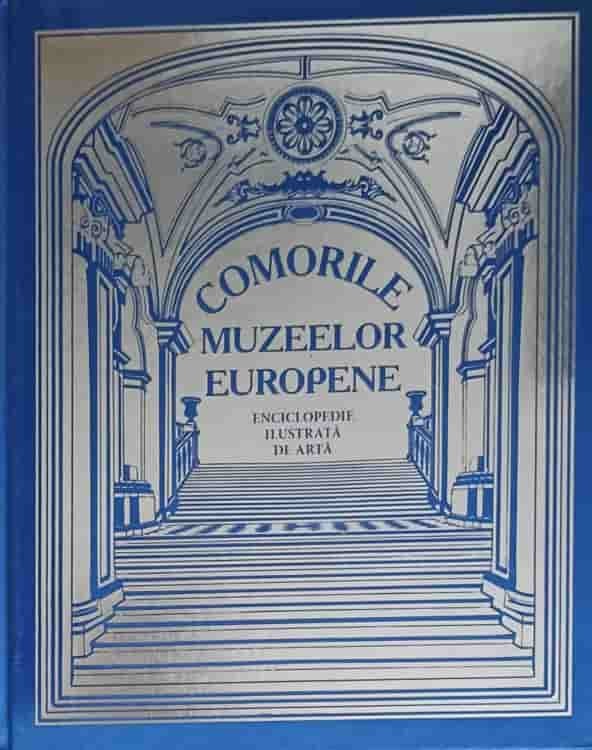 COMORILE
MUZEELOR
EUROPENE
ENCICLOPEDIE
ILUSTRATĂ
DE ARTĂ